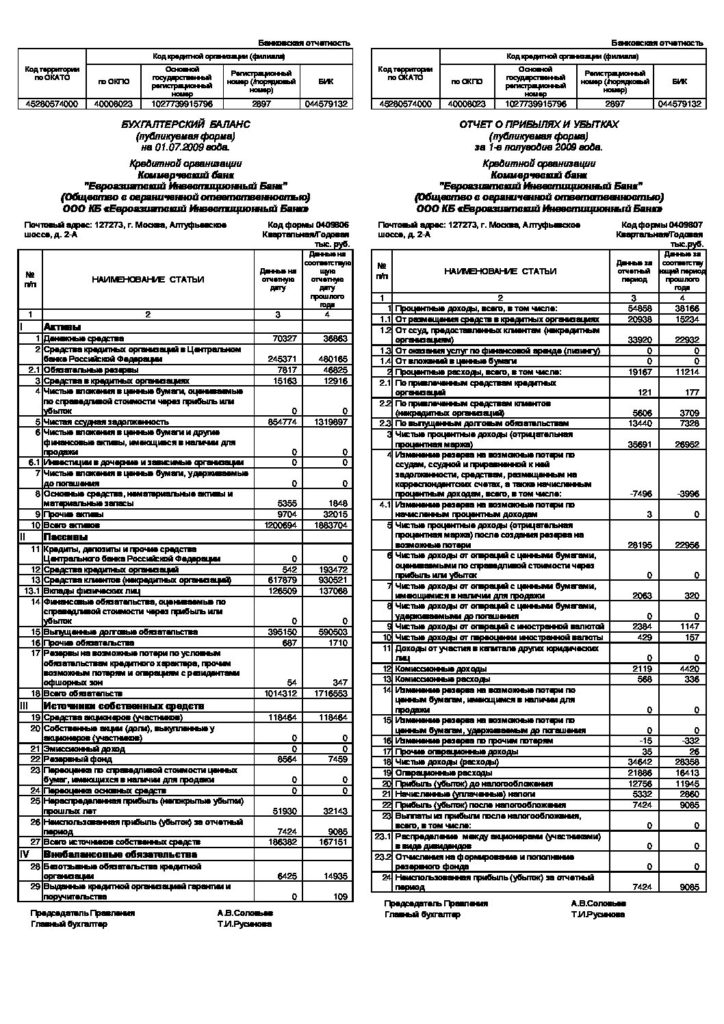 Банковская отчетность
Код территории по ОКАТО
Код кредитной организации (филиала)
по ОКПО
Основной государственный регистрационный номер
Регистрационный номер (/порядковый номер)
БИК
45280574000 40008023 1027739915796 2897 044579132
БУХГАЛТЕРСКИЙ БАЛАНС
(публикуемая форма)
на 01.07.2009 года.
Кредитной организации
Коммерческий банк
"Евроазиатский Инвестиционный Банк"
(Общество с ограниченной ответственностью)
ООО КБ «Евроазиатский Инвестиционный Банк»
Почтовый адрес: 127273, г. Москва, Алтуфьевское
шоссе, д. 2-А
Код формы 0409806
Квартальная/Годовая
тыс. руб.
№ п/п
НАИМЕНОВАНИЕ СТАТЬИ
Данные на отчетную дату
Данные на соответствую
щую
отчетную
дату
прошлого
года
1 2 3 4
I Активы
1 Денежные средства 70327 36863
2 Средства кредитных организаций в Центральном
банке Российской Федерации 245371 480165
2.1 Обязательные резервы 7817 46825
3 Средства в кредитных организациях 15163 12916
4 Чистые вложения в ценные бумаги, оцениваемые
по справедливой стоимости через прибыль или
убыток 0 0
5 Чистая ссудная задолженность 854774 1319897
6 Чистые вложения в ценные бумаги и другие
финансовые активы, имеющиеся в наличии для
продажи 0 0
6.1 Инвестиции в дочерние и зависимые организации 0 0
7 Чистые вложения в ценные бумаги, удерживаемые
до погашения 0 0
8 Основные средства, нематериальные активы и
материальные запасы 5355 1848
9 Прочие активы 9704 32015
10 Всего активов 1200694 1883704
II Пассивы
11 Кредиты, депозиты и прочие средства
Центрального банка Российской Федерации 0 0
12 Средства кредитных организаций 542 193472
13 Средства клиентов (некредитных организаций) 617879 930521
13.1 Вклады физических лиц 126509 137068
14 Финансовые обязательства, оцениваемые по
справедливой стоимости через прибыль или
убыток 0 0
15 Выпущенные долговые обязательства 395150 590503
16 Прочие обязательства 687 1710
17 Резервы на возможные потери по условным
обязательствам кредитного характера, прочим
возможным потерям и операциям с резидентами
офшорных зон 54 347
18 Всего обязательств 1014312 1716553
III Источники собственных средств
19 Средства акционеров (участников) 118464 118464
20 Собственные акции (доли), выкупленные у
акционеров (участников) 0 0
21 Эмиссионный доход 0 0
22 Резервный фонд 8564 7459
23 Переоценка по справедливой стоимости ценных
бумаг, имеющихся в наличии для продажи 0 0
24 Переоценка основных средств 0 0
25 Нераспределенная прибыль (непокрытые убытки)
прошлых лет 51930 32143
26 Неиспользованная прибыль (убыток) за отчетный
период 7424 9085
27 Всего источников собственных средств 186382 167151
IV Внебалансовые обязательства
28 Безотзывные обязательства кредитной
организации 6425 14935
29 Выданные кредитной организацией гарантии и
поручительства 0 109
Председатель Правления А.В.Соловьев
Главный бухгалтер Т.И.Русинова
Банковская отчетность
Код территории по ОКАТО
Код кредитной организации (филиала)
по ОКПО
Основной государственный регистрационный номер
Регистрационный номер (/порядковый номер)
БИК
45280574000 40008023 1027739915796 2897 044579132
ОТЧЕТ О ПРИБЫЛЯХ И УБЫТКАХ
(публикуемая форма)
за 1-е полугодие 2009 года.
Кредитной организации
Коммерческий банк
"Евроазиатский Инвестиционный Банк"
(Общество с ограниченной ответственностью)
ООО КБ «Евроазиатский Инвестиционный Банк»
Почтовый адрес: 127273, г. Москва, Алтуфьевское
шоссе, д. 2-А
Код формы 0409807
Квартальная/Годовая
тыс.руб.
№ п/п
НАИМЕНОВАНИЕ СТАТЬИ
Данные за отчетный период
Данные за соответству
ющий период
прошлого
года
1 2 3 4
1 Процентные доходы, всего, в том числе: 54858 38166
1.1 От размещения средств в кредитных организациях 20938 15234
1.2 От ссуд, предоставленных клиентам (некредитным
организациям) 33920 22932
1.3 От оказания услуг по финансовой аренде (лизингу) 0 0
1.4 От вложений в ценные бумаги 0 0
2 Процентные расходы, всего, в том числе: 19167 11214
2.1 По привлеченным средствам кредитных
организаций 121 177
2.2 По привлеченным средствам клиентов
(некредитных организаций) 5606 3709
2.3 По выпущенным долговым обязательствам 13440 7328
3 Чистые процентные доходы (отрицательная
процентная маржа) 35691 26952
4 Изменение резерва на возможные потери по
ссудам, ссудной и приравненной к ней
задолженности, средствам, размещенным на
корреспондентских счетах, а также начисленным
процентным доходам, всего, в том числе: -7496 -3996
4.1 Изменение резерва на возможные потери по
начисленным процентным доходам 3 0
5 Чистые процентные доходы (отрицательная
процентная маржа) после создания резерва на
возможные потери 28195 22956
6 Чистые доходы от операций с ценными бумагами,
оцениваемыми по справедливой стоимости через
прибыль или убыток 0 0
7 Чистые доходы от операций с ценными бумагами,
имеющимися в наличии для продажи 2063 320
8 Чистые доходы от операций с ценными бумагами,
удерживаемыми до погашения 0 0
9 Чистые доходы от операций с иностранной валютой 2384 1147
10 Чистые доходы от переоценки иностранной валюты 429 157
11 Доходы от участия в капитале других юридических
лиц 0 0
12 Комиссионные доходы 2119 4420
13 Комиссионные расходы 568 336
14 Изменение резерва на возможные потери по
ценным бумагам, имеющимся в наличии для
продажи 0 0
15 Изменение резерва на возможные потери по
ценным бумагам, удерживаемым до погашения 0 0
16 Изменение резерва по прочим потерям -15 -332
17 Прочие операционные доходы 35 26
18 Чистые доходы (расходы) 34642 28358
19 Операционные расходы 21886 16413
20 Прибыль (убыток) до налогообложения 12756 11945
21 Начисленные (уплаченные) налоги 5332 2860
22 Прибыль (убыток) после налогообложения 7424 9085
23 Выплаты из прибыли после налогообложения,
всего, в том числе: 0 0
23.1 Распределение между акционерами (участниками)
в виде дивидендов 0 0
23.2 Отчисления на формирование и пополнение
резервного фонда 0 0
24 Неиспользованная прибыль (убыток) за отчетный
период 7424 9085
Председатель Правления А.В.Соловьев
Главный бухгалтер Т.И.Русинова